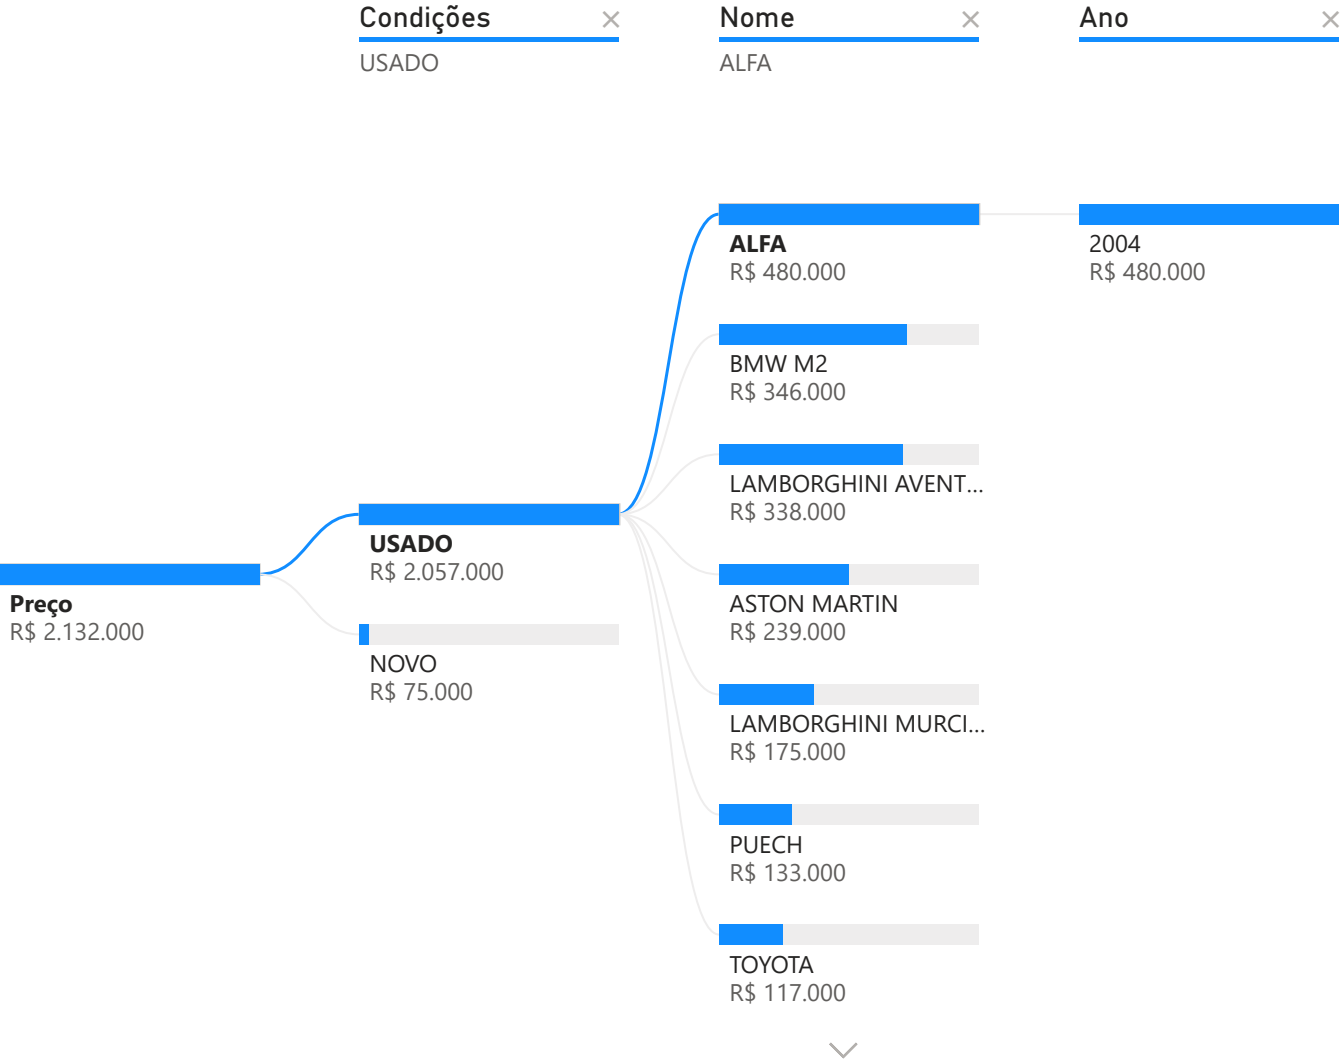 Condições
USADO
Nome
ALFA
Ano
Preço
R$ 2.132.000
USADO
R$ 2.057.000
NOVO
R$ 75.000
ALFA
R$ 480.000
BMW M2
R$ 346.000
LAMBORGHINI AVENT...
R$ 338.000
ASTON MARTIN
R$ 239.000
LAMBORGHINI MURCI...
R$ 175.000
PUECH
R$ 133.000
TOYOTA
R$ 117.000
2004
R$ 480.000